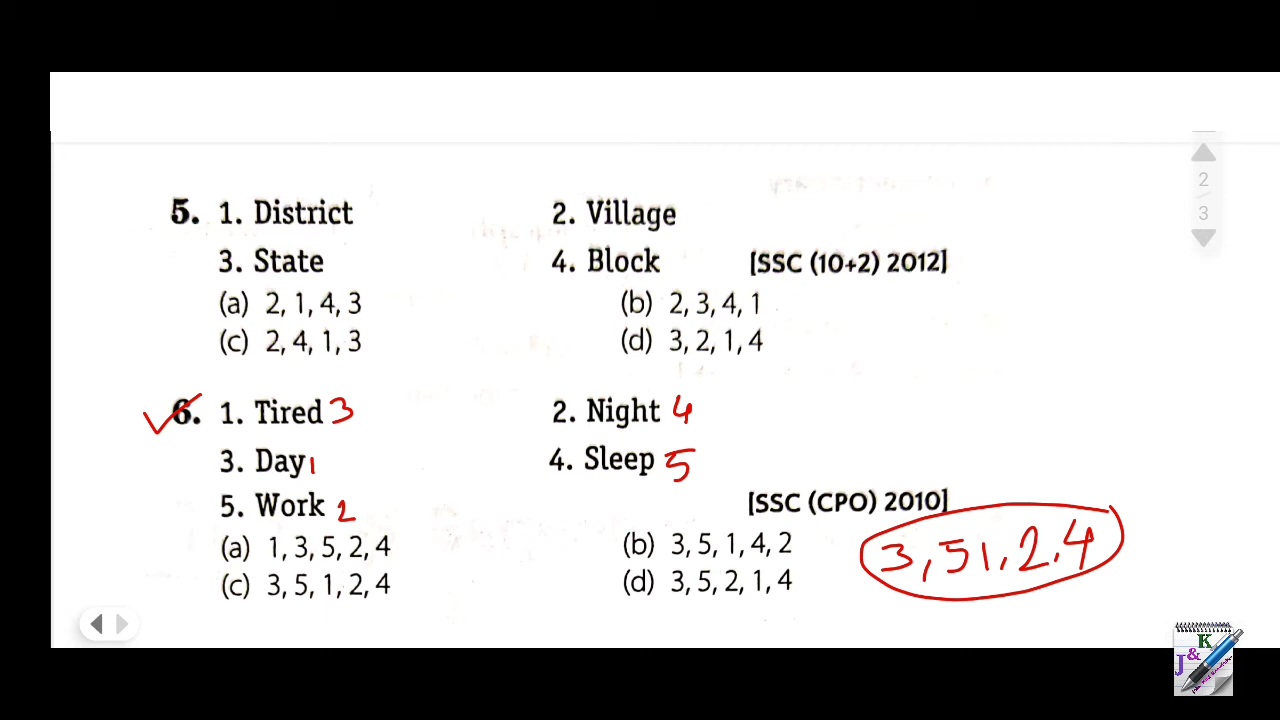 5. 1. District 2. Village
3. State 4. Block [SSC (10+2) 2012]
(a) 2, 1, 4, 3 (b) 2, 3, 4, 1
(c) 2, 4, 1, 3 (d) 3, 2, 1, 4
6. 1. Tired 3 2. Night 4
3. Day 1 4. Sleep 5
5. Work 2 [SSC (CPO) 2010]
(a) 1, 3, 5, 2, 4 (b) 3, 5, 1, 4, 2
3, 5 1, 2, 4
(c) 3, 5, 1, 2, 4 (d) 3, 5, 2, 1, 4
2
3
J&K